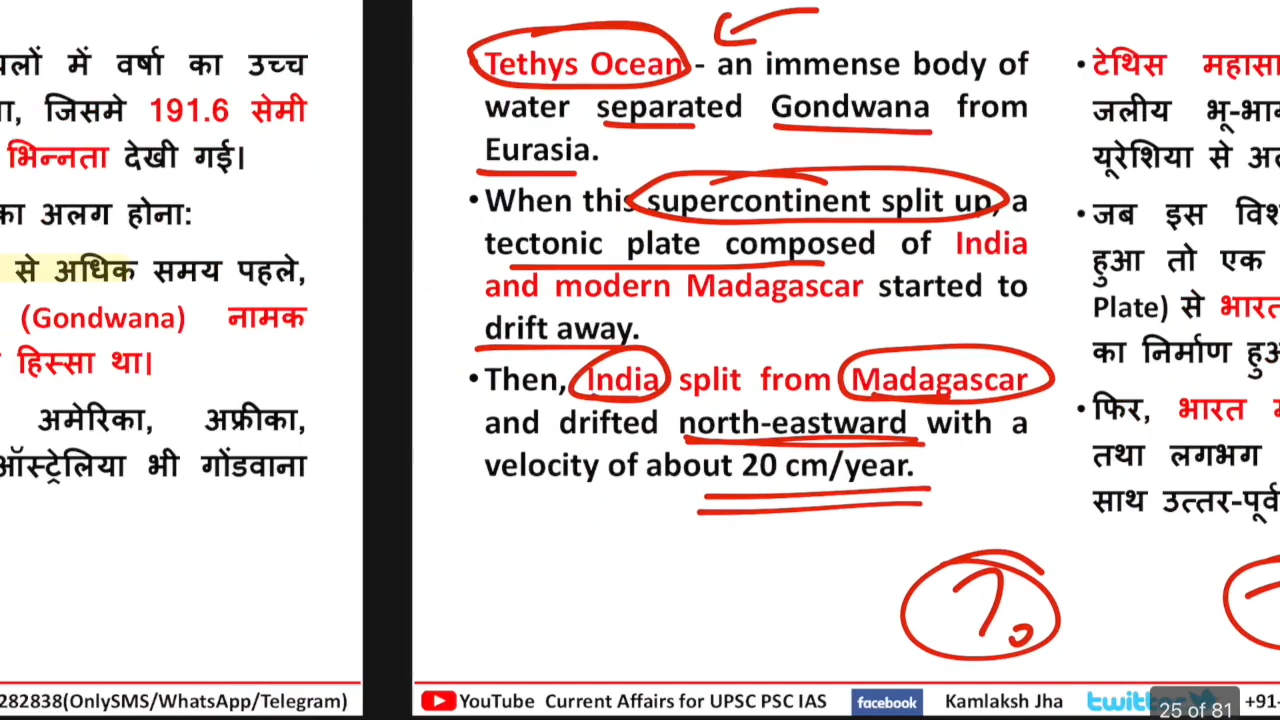 यलों में वर्षा का उच्च
ा, जिसमे 191.6 सेमी
भिन्नता देखी गई।
का अलग होना:
से अधिक समय पहले,
(Gondwana) नामक
हिस्सा था।
अमेरिका, अफ्रीका,
ऑस्ट्रेलिया भी गोंडवाना
Tethys Ocean - an immense body of
water separated Gondwana from
Eurasia.
• When this supercontinent split up, a
tectonic plate composed of India
and modern Madagascar started to
drift away.
• Then, India split from Madagascar
and drifted north-eastward with a
velocity of about 20 cm/year.
• टेथिस महासा
जलीय भू-भाग
यूरेशिया से अल
• जब इस विश
हुआ तो एक
Plate) से भारत
का निर्माण हुआ
• फिर, भारत म
तथा लगभग
साथ उत्तर-पूर्व
282838(OnlySMS/WhatsApp/Telegram)
YouTube Current Affairs for UPSC PSC IAS facebook Kamlaksh Jha twitter +91
25 of 81